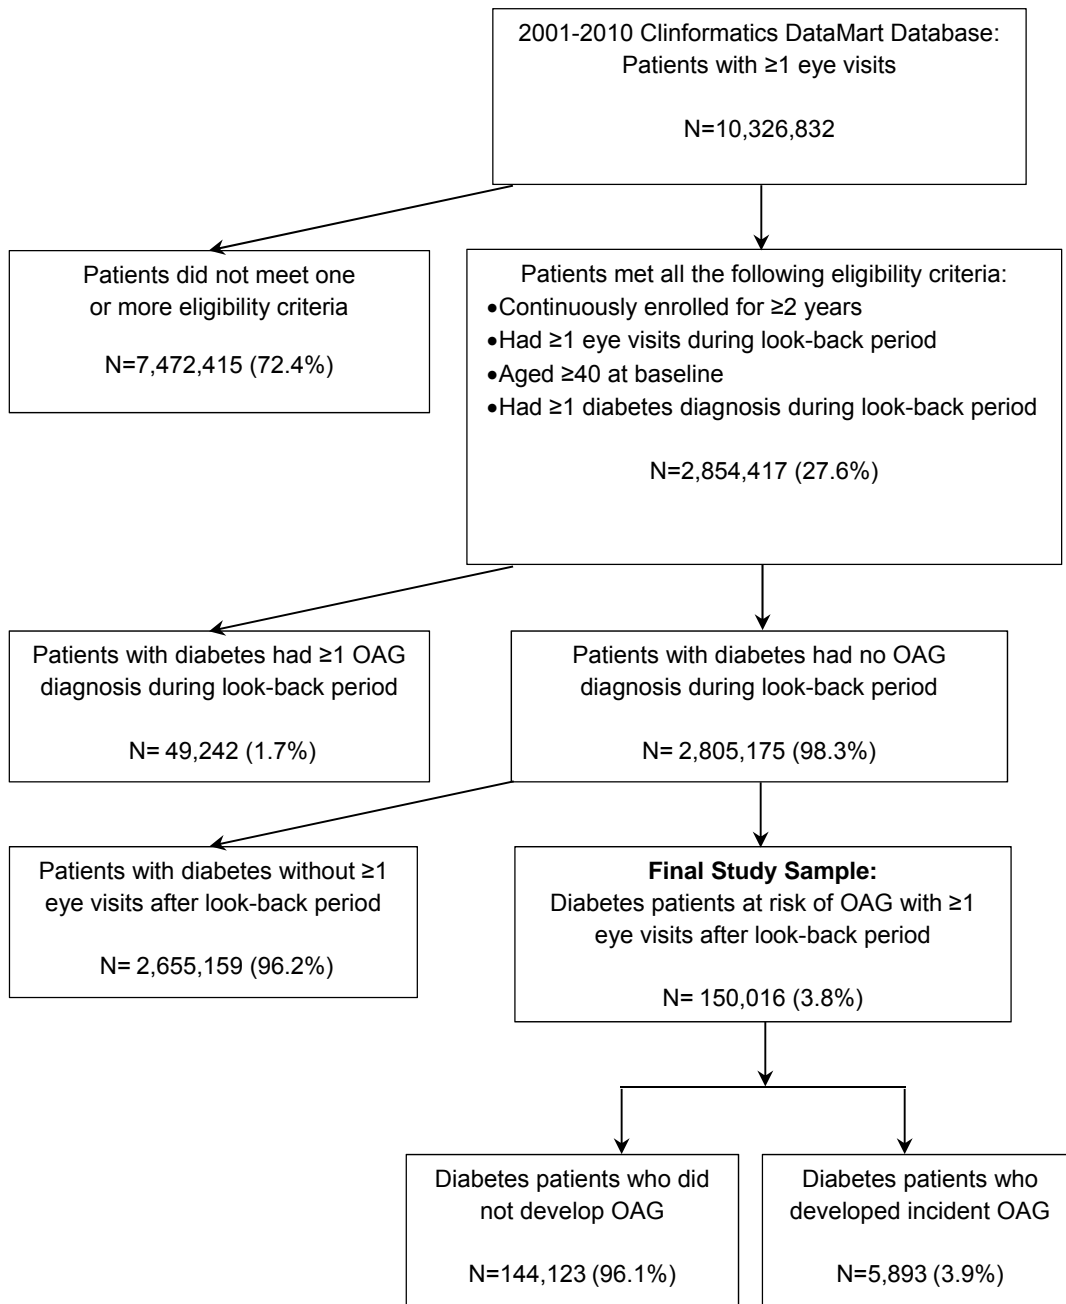 2001-2010 Clinformatics DataMart Database:
Patients with ≥1 eye visits
N=10,326,832
Patients did not meet one
or more eligibility criteria
N=7,472,415 (72.4%)
Patients met all the following eligibility criteria:
•Continuously enrolled for ≥2 years
•Had ≥1 eye visits during look-back period
•Aged ≥40 at baseline
•Had ≥1 diabetes diagnosis during look-back period
N=2,854,417 (27.6%)
Patients with diabetes had ≥1 OAG
diagnosis during look-back period
N= 49,242 (1.7%)
Patients with diabetes had no OAG
diagnosis during look-back period
N= 2,805,175 (98.3%)
Patients with diabetes without ≥1
eye visits after look-back period
N= 2,655,159 (96.2%)
Final Study Sample:
Diabetes patients at risk of OAG with ≥1
eye visits after look-back period
N= 150,016 (3.8%)
Diabetes patients who did
not develop OAG
N=144,123 (96.1%)
Diabetes patients who
developed incident OAG
N=5,893 (3.9%)